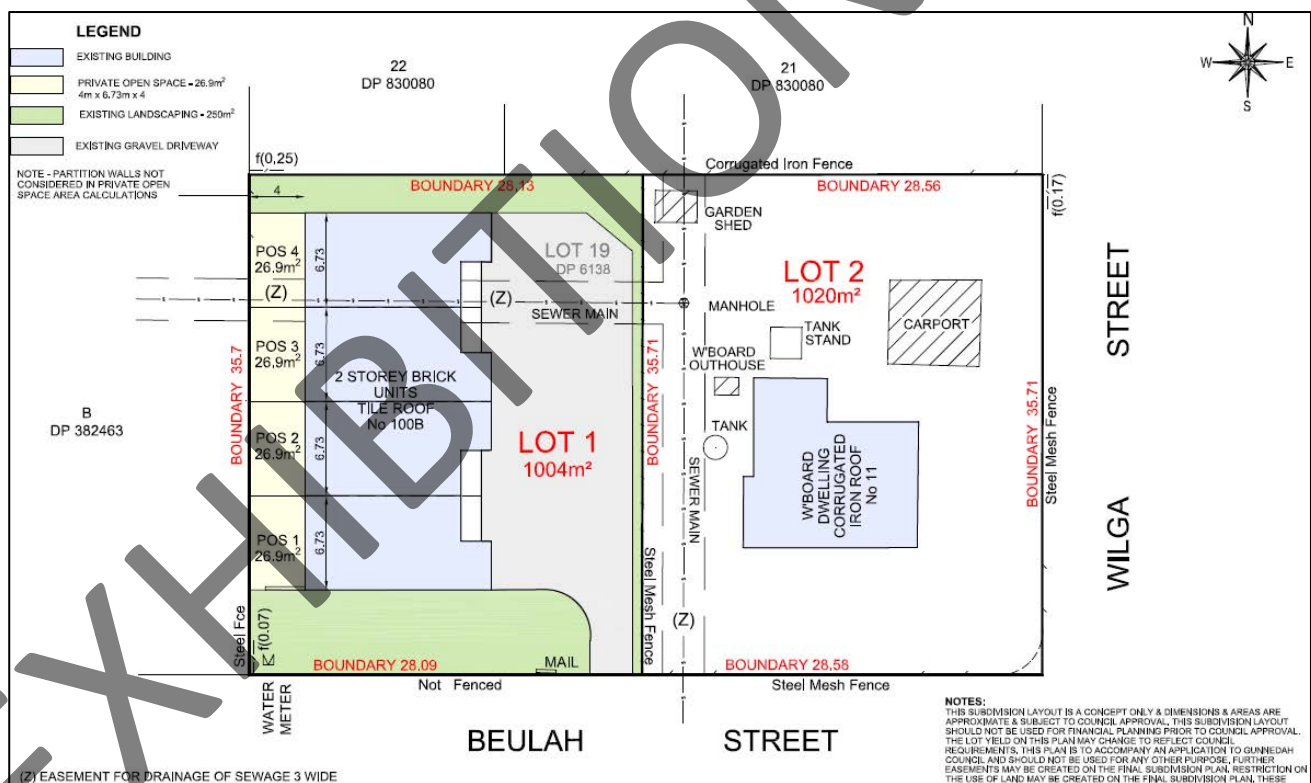 LEGEND
EXISTING BUILDING
PRIVATE OPEN SPACE - 26.9m²
4m x 6.73m x 4
EXISTING LANDSCAPING - 250m²
EXISTING GRAVEL DRIVEWAY
NOTE - PARTITION WALLS NOT
CONSIDERED IN PRIVATE OPEN
SPACE AREA CALCULATIONS
22
DP 830080
21
DP 830080
N
W
E
S
f(0.25)
4
BOUNDARY 28.13
Corrugated Iron Fence
BOUNDARY 28.56
f(0.17)
GARDEN
SHED
LOT 19
DP 6138
LOT 2
1020m²
POS 4
26.9m²
6.73
(Z)
(Z)
SEWER MAIN
MANHOLE
TANK
STAND
CARPORT
STREET
POS 3
26.9m²
6.73
BOUNDARY 35.7
BOUNDARY 35.71
W'BOARD
OUTHOUSE
2 STOREY BRICK
UNITS
TILE ROOF
No 100B
B
DP 382463
TANK
BOUNDARY 35.71
Steel Mesh Fence
POS 2
26.9m²
6.73
LOT 1
1004m²
SEWER MAIN
W'BOARD
DWELLING
CORRUGATED
IRON ROOF
No 11
WILGA
POS 1
26.9m²
6.73
Steel Mesh Fence
(Z)
Steel Fce
f(0.07)
BOUNDARY 28.09
MAIL
BOUNDARY 28.58
Not Fenced
Steel Mesh Fence
WATER
METER
BEULAH
STREET
NOTES:
THIS SUBDIVISION LAYOUT IS A CONCEPT ONLY & DIMENSIONS & AREAS ARE
APPROXIMATE & SUBJECT TO COUNCIL APPROVAL, THIS SUBDIVISION LAYOUT
SHOULD NOT BE USED FOR FINANCIAL PLANNING PRIOR TO COUNCIL APPROVAL.
THE LOT YIELD ON THIS PLAN MAY CHANGE TO REFLECT COUNCIL
REQUIREMENTS, THIS PLAN IS TO ACCOMPANY AN APPLICATION TO GUNNEDAH
COUNCIL AND SHOULD NOT BE USED FOR ANY OTHER PURPOSE, FURTHER
EASEMENTS MAY BE CREATED ON THE FINAL SUBDIVISION PLAN. RESTRICTION ON
THE USE OF LAND MAY BE CREATED ON THE FINAL SUBDIVISION PLAN, THESE
(Z) EASEMENT FOR DRAINAGE OF SEWAGE 3 WIDE
EXHIBITION